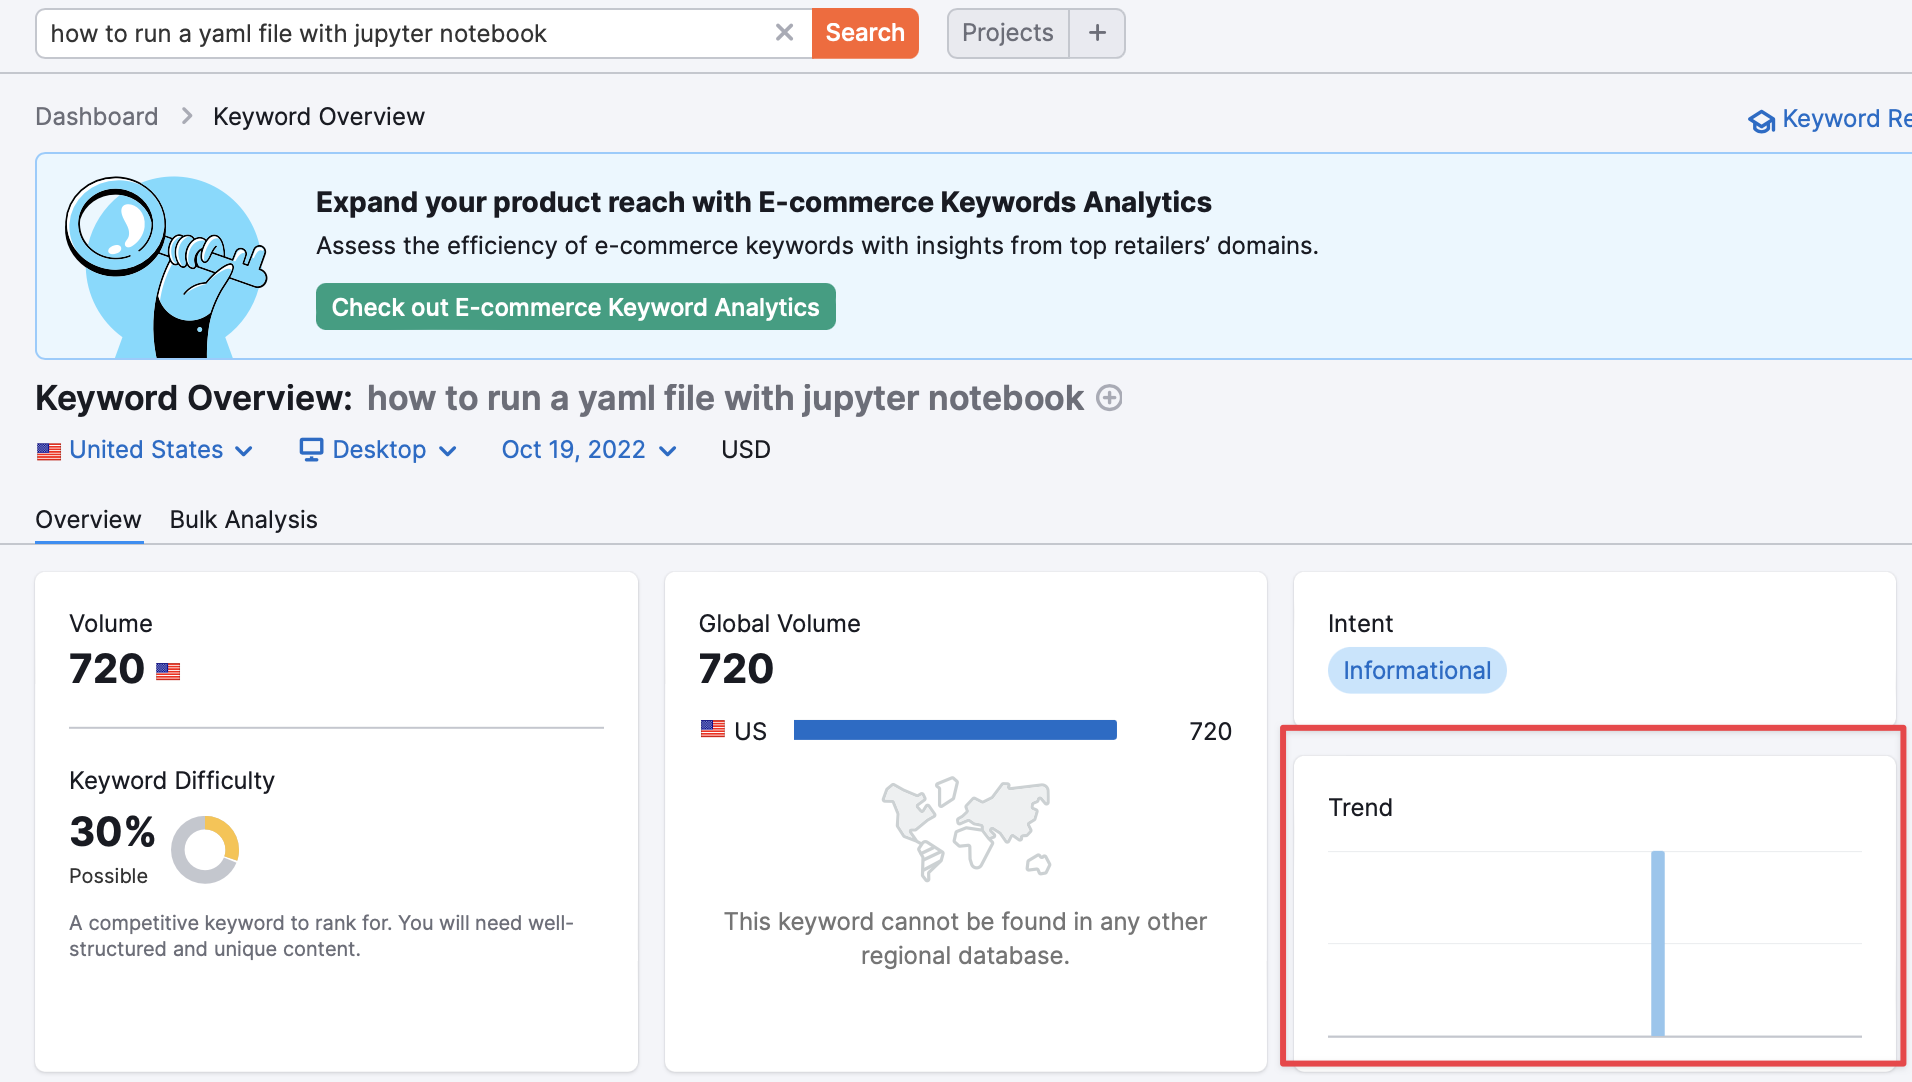 how to run a yaml file with jupyter notebook
Search
Projects
+
Dashboard
Keyword Overview
Keyword Re
Expand your product reach with E-commerce Keywords Analytics
Assess the efficiency of e-commerce keywords with insights from top retailers’ domains.
Check out E-commerce Keyword Analytics
Keyword Overview: how to run a yaml file with jupyter notebook
United States Desktop Oct 19, 2022 USD
Overview Bulk Analysis
Volume
720
Keyword Difficulty
30%
Possible
A competitive keyword to rank for. You will need well-
structured and unique content.
Global Volume
720
US 720
This keyword cannot be found in any other
regional database.
Intent
Informational
Trend